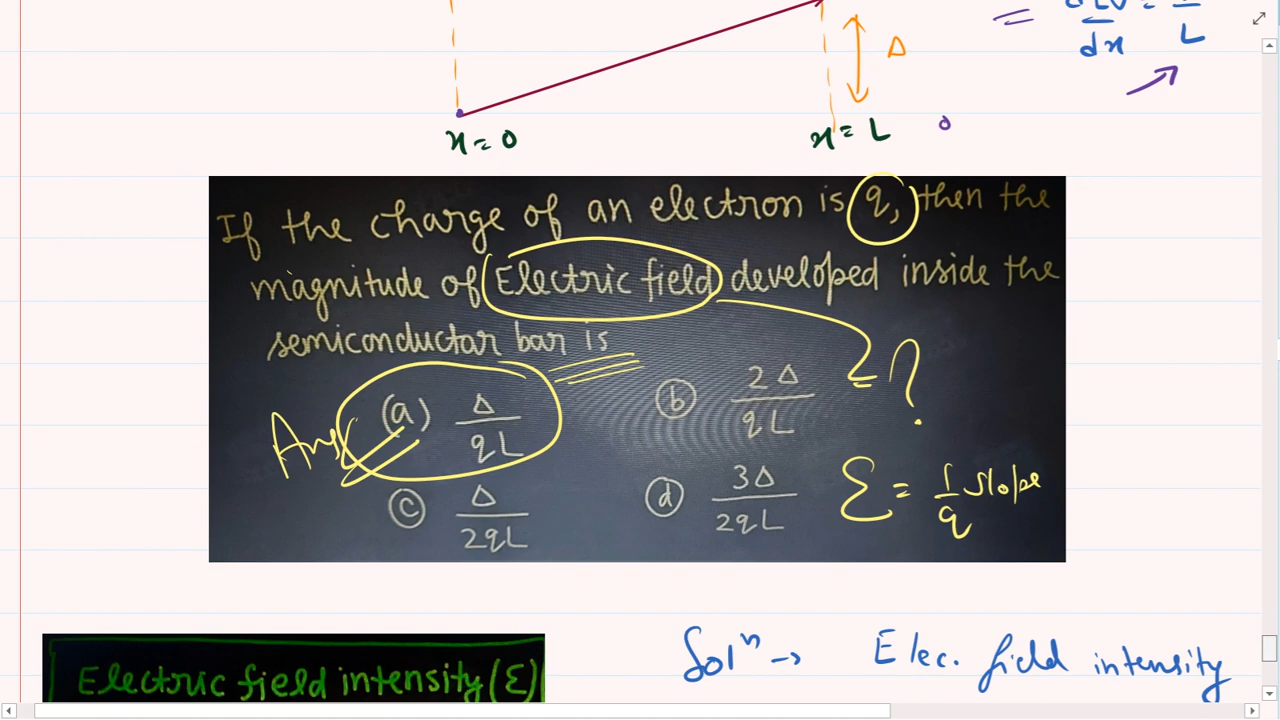 Δ
=
dx
L
x = 0
x = L
If the charge of an electron is q, then the
magnitude of Electric field developed inside the
semiconductor bar is
?
Ans
(a) Δ/qL
(b) 2Δ/qL
(c) Δ/2qL
(d) 3Δ/2qL
Ɛ = 1/q slope
Electric field intensity (Ɛ)
Solⁿ → Elec. field intensity